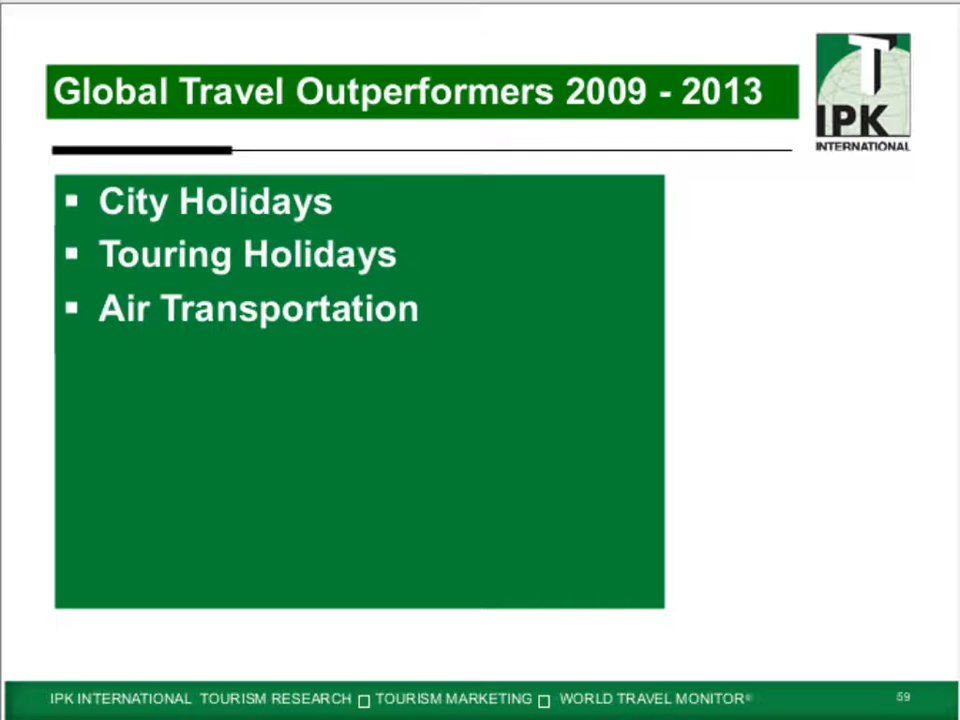 Global Travel Outperformers 2009 - 2013
T
IPK
INTERNATIONAL
▪ City Holidays
▪ Touring Holidays
▪ Air Transportation
IPK INTERNATIONAL TOURISM RESEARCH □ TOURISM MARKETING □ WORLD TRAVEL MONITOR® 59